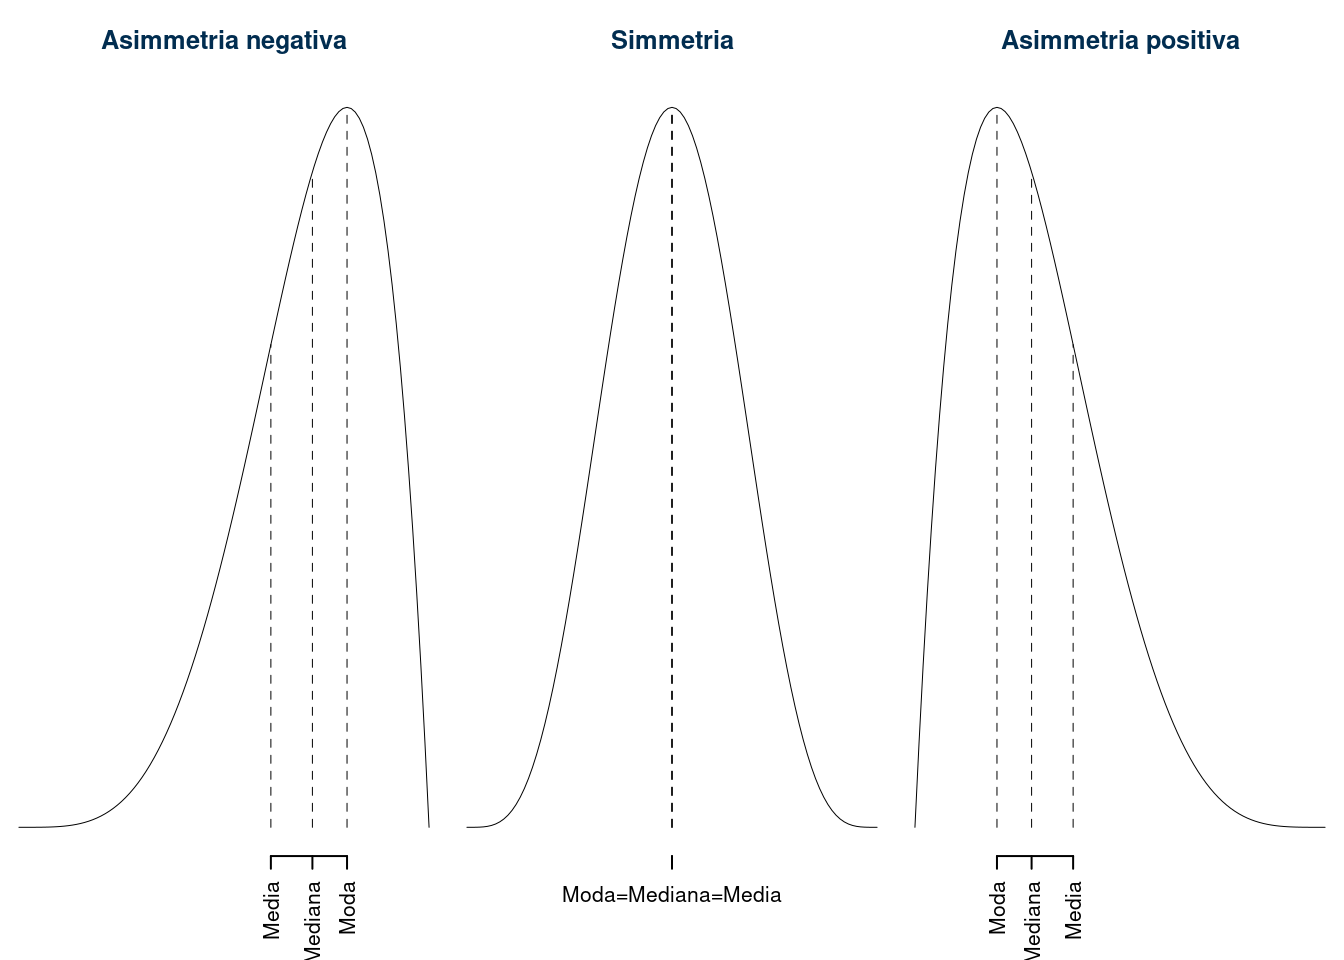 Asimmetria negativa
Simmetria
Asimmetria positiva
Media
Mediana
Moda
Moda=Mediana=Media
Moda
Mediana
Media